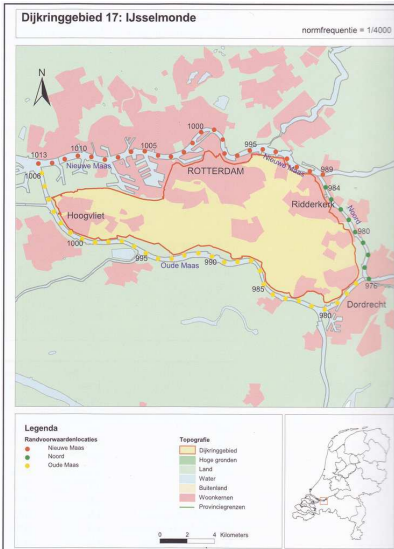 Dijkringgebied 17: IJsselmonde
normfrequentie = 1/4000
N
1000
995
1005
1010
1013
Nieuwe Maas
Nieuwe Maas
ROTTERDAM
989
1006
984
Ridderkerk
Noord
Hoogvliet
980
1000
995
990
Oude Maas
976
985
980
Dordrecht
Legenda
Randvoorwaardenlocaties
Nieuwe Maas
Noord
Oude Maas
Topografie
Dijkringgebied
Hoge gronden
Land
Water
Buitenland
Woonkernen
Provinciegrenzen
0 2 4 Kilometers